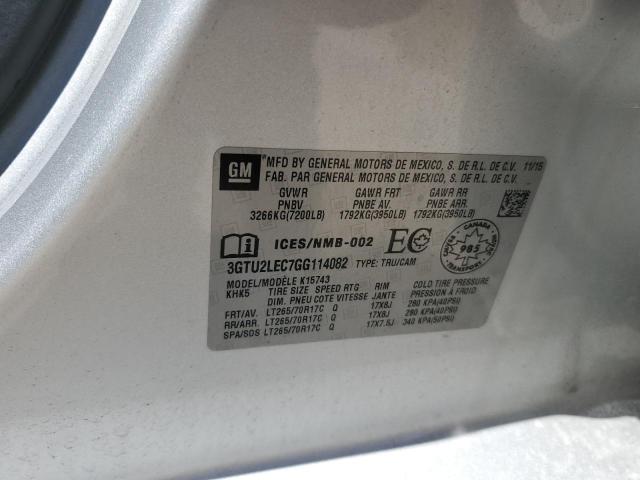 GM MFD BY GENERAL MOTORS DE MEXICO, S. DE R.L. DE C.V. 11/15
FAB. PAR GENERAL MOTORS DE MEXICO, S. DE R.L. DE C.V.
GVWR GAWR FRT GAWR RR
PNBV PNBE AV. PNBE ARR.
3266KG(7200LB) 1792KG(3950LB) 1792KG(3950LB)
ICES/NMB-002 EC CANADA 985
3GTU2LEC7GG114082 TYPE: TRU/CAM
MODEL/MODÈLE K15743
KHK5 TIRE SIZE SPEED RTG RIM COLD TIRE PRESSURE
DIM. PNEU COTE VITESSE JANTE PRESSION À FROID
FRT/AV. LT265/70R17C Q 17X8J 280 KPA(40PSI)
RR/ARR. LT265/70R17C Q 17X8J 280 KPA(40PSI)
SPA/SOS LT265/70R17C Q 17X7.5J 340 KPA(50PSI)